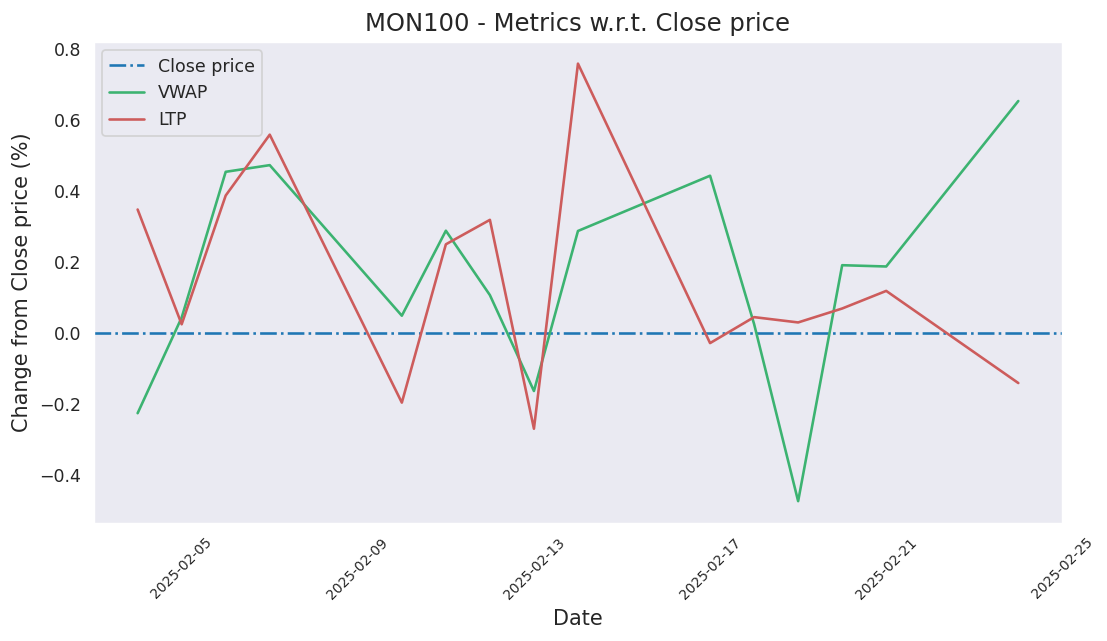 MON100 - Metrics w.r.t. Close price
Close price
VWAP
LTP
Change from Close price (%)
0.8
0.6
0.4
0.2
0.0
−0.2
−0.4
2025-02-05
2025-02-09
2025-02-13
2025-02-17
2025-02-21
2025-02-25
Date